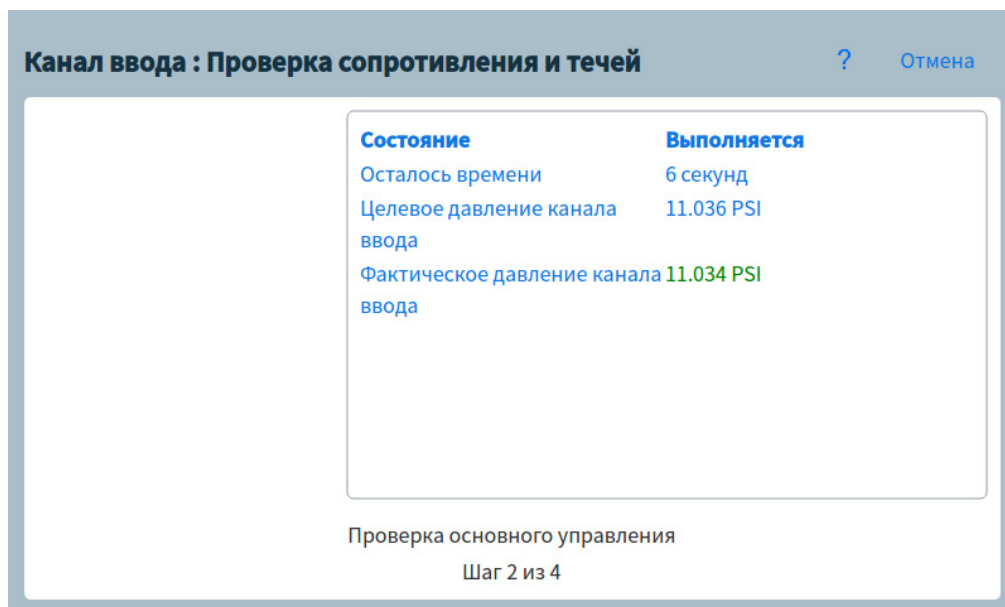 Канал ввода : Проверка сопротивления и течей
? Отмена
Состояние Выполняется
Осталось времени 6 секунд
Целевое давление канала 11.036 PSI
ввода
Фактическое давление канала 11.034 PSI
ввода
Проверка основного управления
Шаг 2 из 4